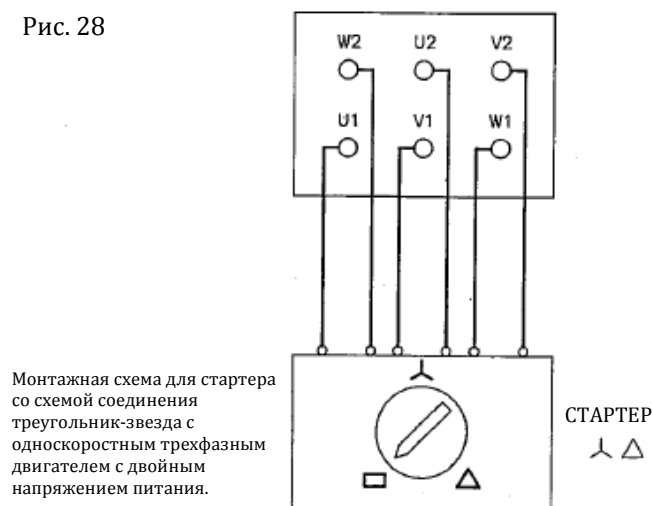 Рис. 28
W2 U2 V2
U1 V1 W1
Монтажная схема для стартера
со схемой соединения
треугольник-звезда с
односкоростным трехфазным
двигателем с двойным
напряжением питания.
СТАРТЕР